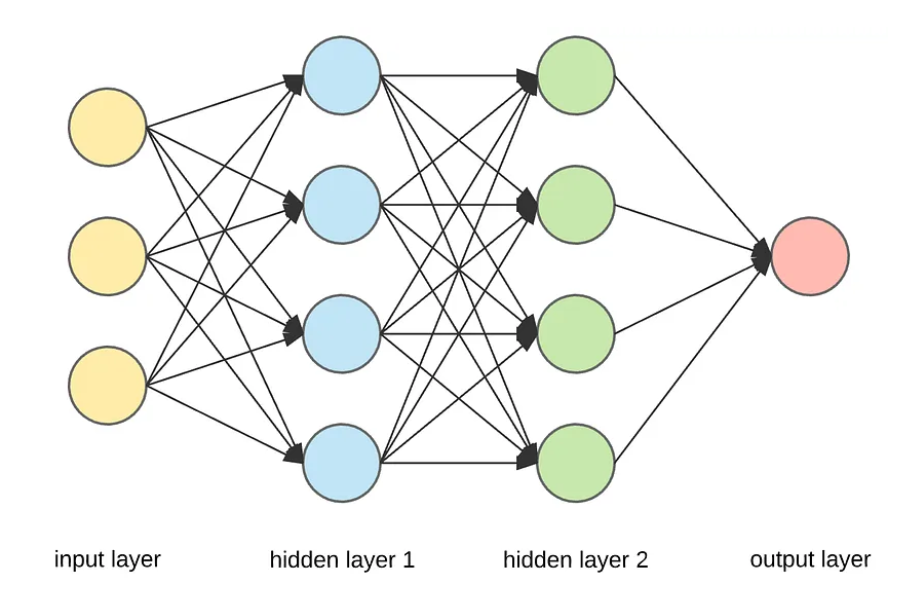 input layer
hidden layer 1
hidden layer 2
output layer